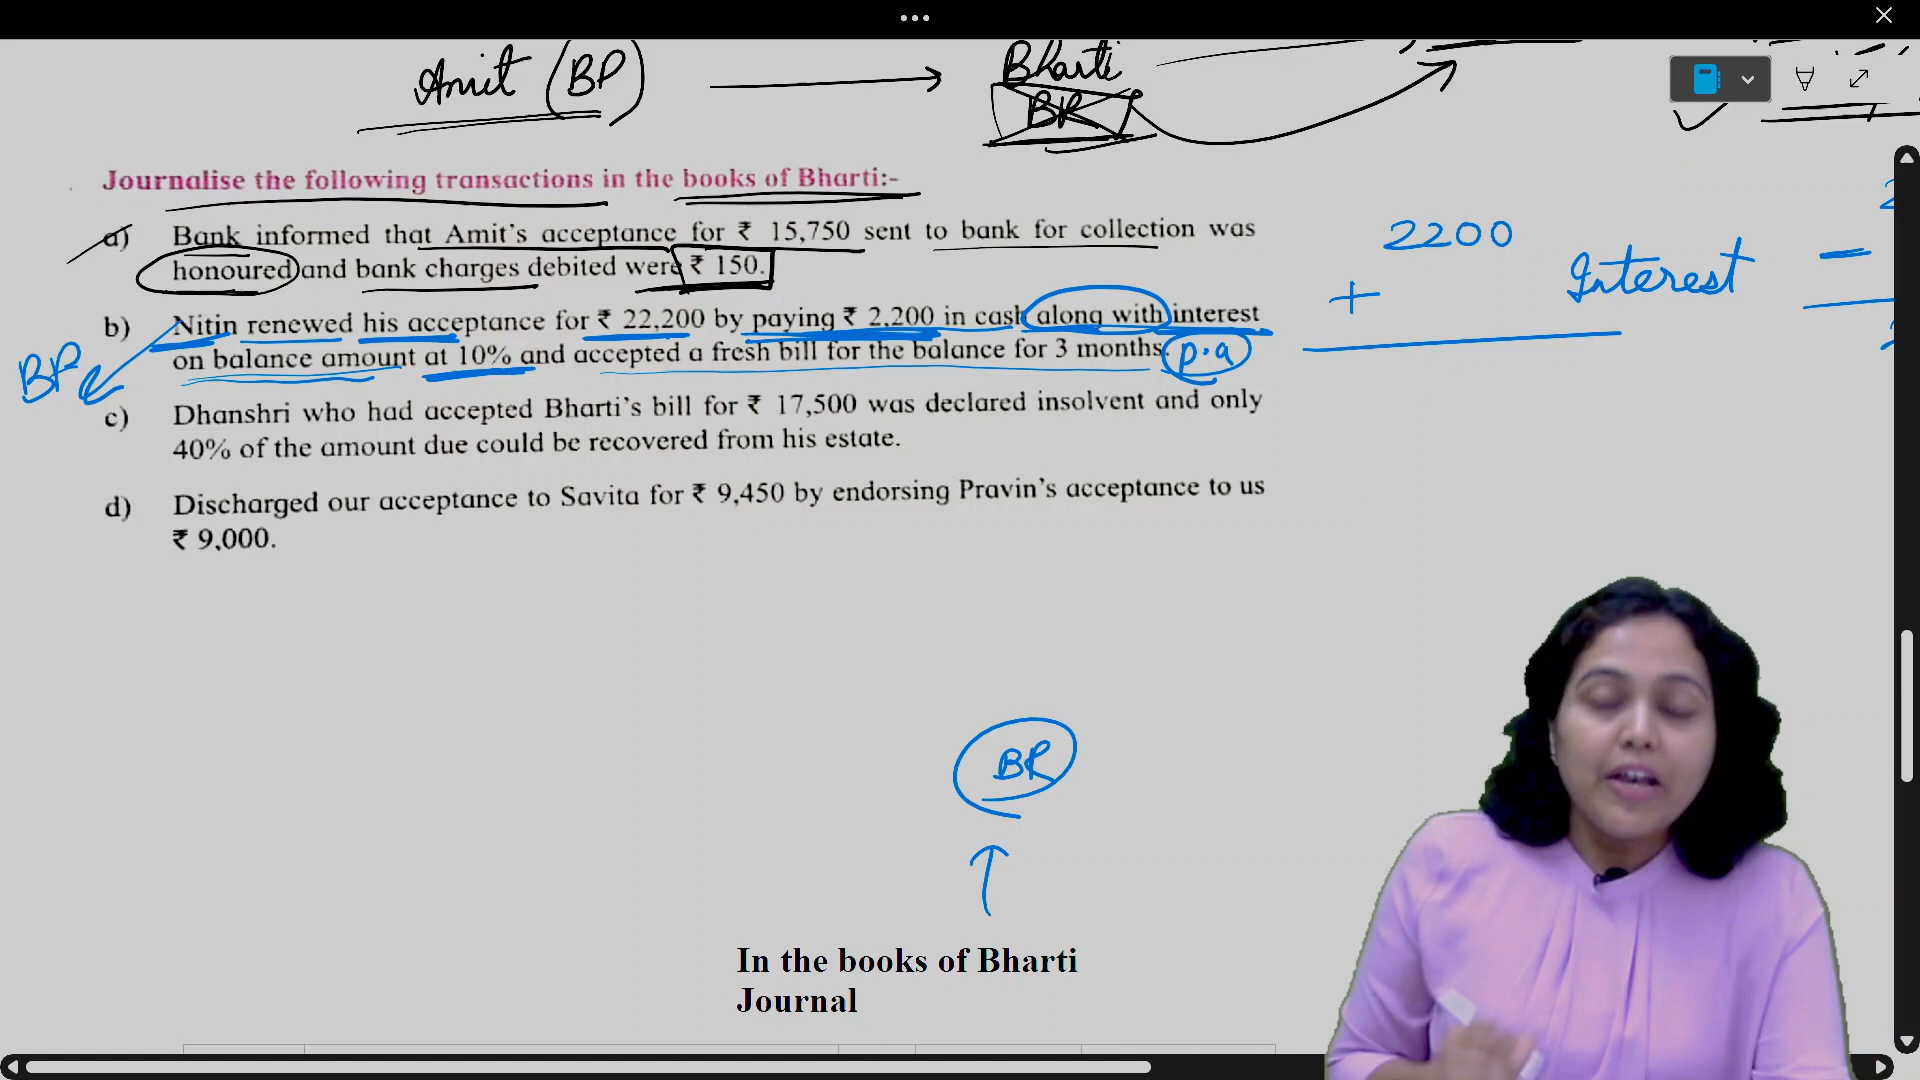 Amit (BP)
Bharti
BR
Journalise the following transactions in the books of Bharti:-
a) Bank informed that Amit's acceptance for ₹ 15,750 sent to bank for collection was
honoured and bank charges debited were ₹ 150.
b) Nitin renewed his acceptance for ₹ 22,200 by paying ₹ 2,200 in cash along with interest
on balance amount at 10% and accepted a fresh bill for the balance for 3 months. p.a
BP
c) Dhanshri who had accepted Bharti's bill for ₹ 17,500 was declared insolvent and only
40% of the amount due could be recovered from his estate.
d) Discharged our acceptance to Savita for ₹ 9,450 by endorsing Pravin's acceptance to us
₹ 9,000.
2200
+ Interest
BR
In the books of Bharti
Journal